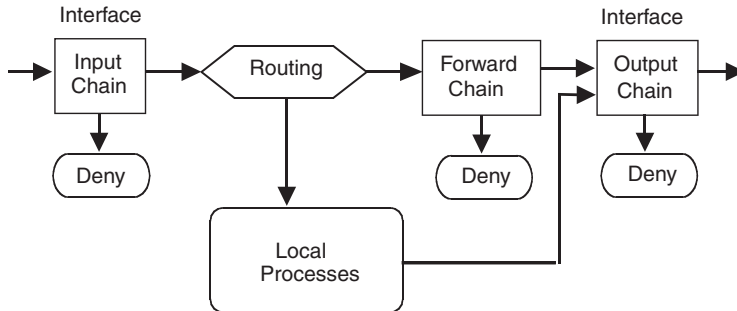 Interface
Interface
Input
Chain
Routing
Forward
Chain
Output
Chain
Deny
Deny
Deny
Local
Processes